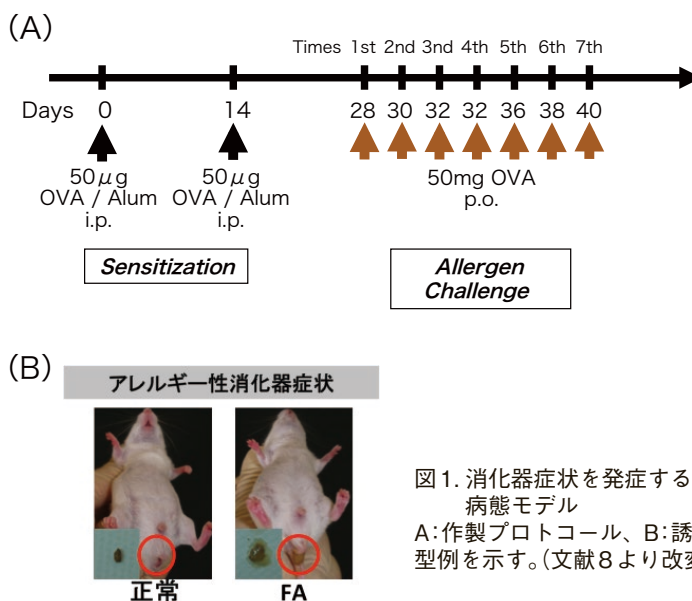 (A)
Times 1st 2nd 3nd 4th 5th 6th 7th
Days 0 14 28 30 32 32 36 38 40
50μg 50μg 50mg OVA
OVA / Alum OVA / Alum p.o.
i.p. i.p.
Sensitization
Allergen
Challenge
(B)
アレルギー性消化器症状
正常 FA
図1. 消化器症状を発症する
病態モデル
A:作製プロトコール、B:誘
型例を示す。(文献8より改変